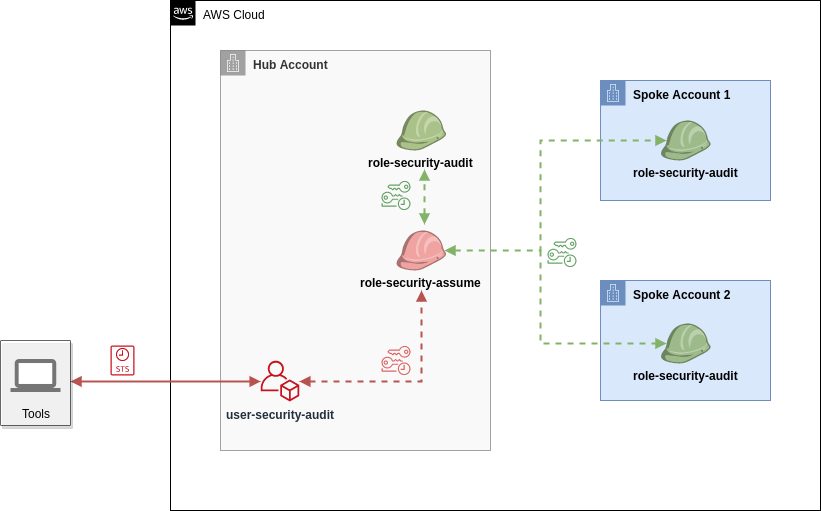 aws
AWS Cloud
Hub Account
Spoke Account 1
role-security-audit
role-security-audit
role-security-assume
Spoke Account 2
role-security-audit
STS
Tools
user-security-audit